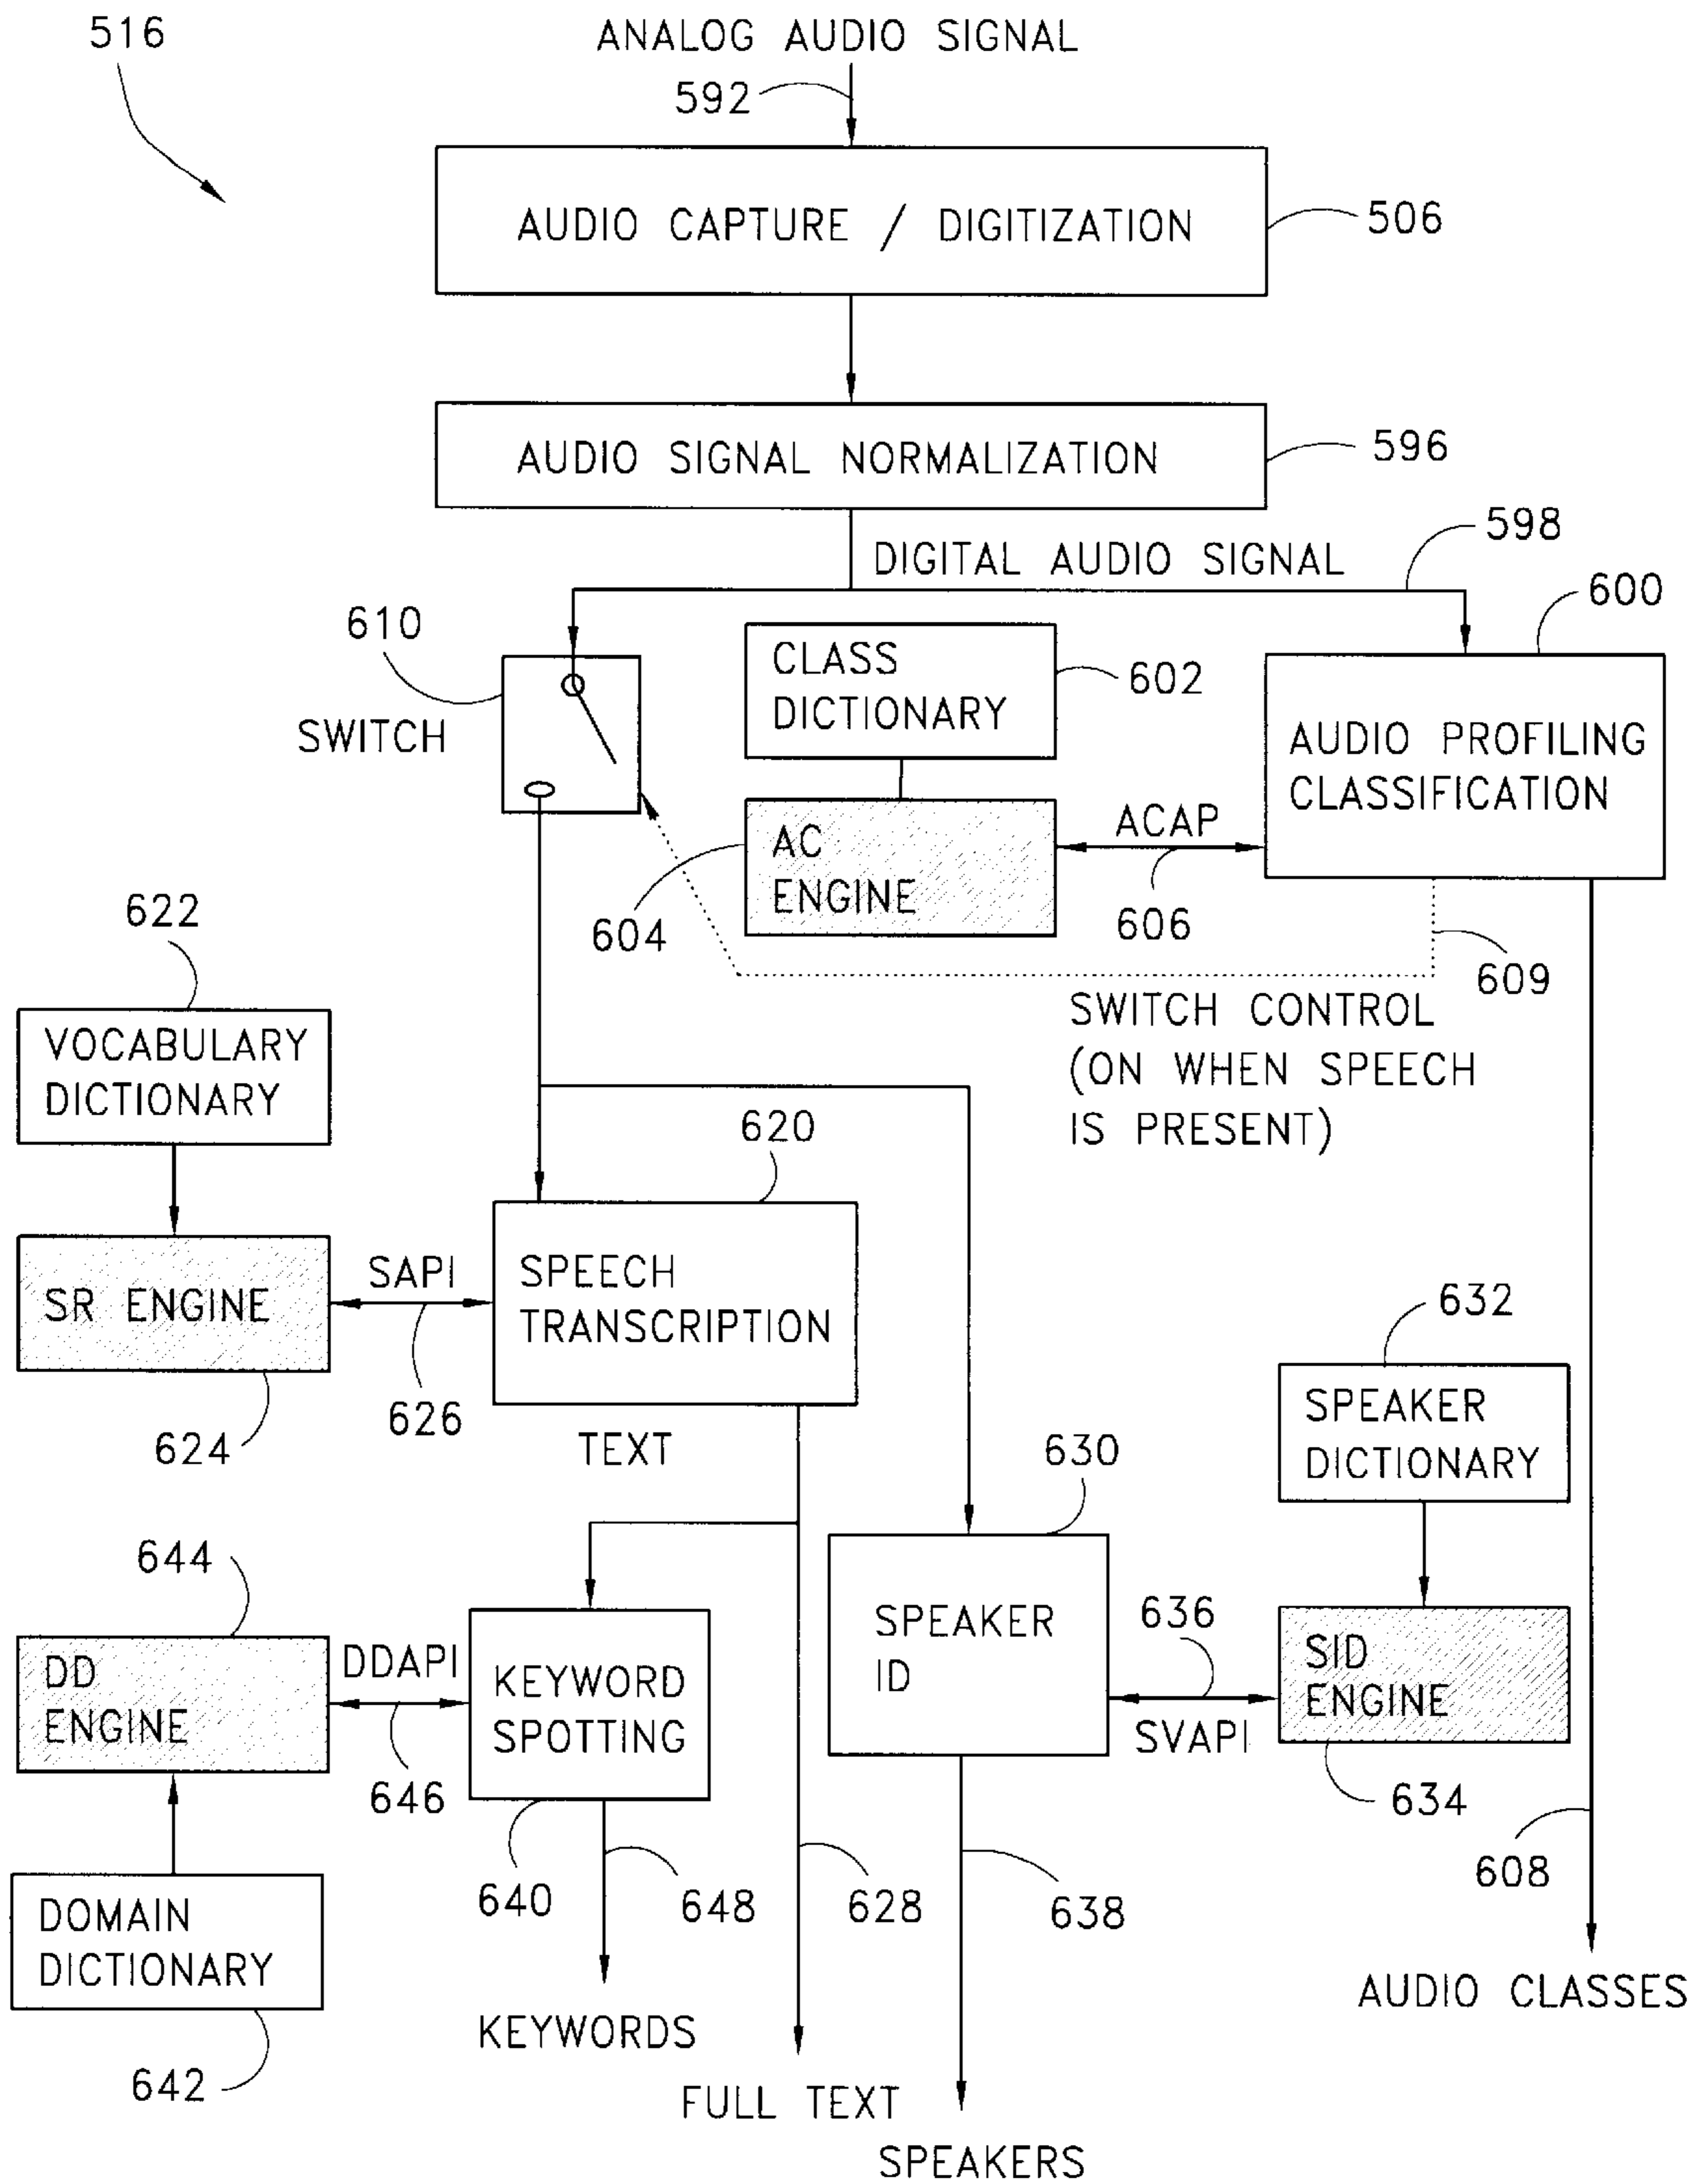 516
ANALOG AUDIO SIGNAL
592
AUDIO CAPTURE / DIGITIZATION
506
AUDIO SIGNAL NORMALIZATION
596
598
DIGITAL AUDIO SIGNAL
600
610
SWITCH
CLASS
DICTIONARY
602
AUDIO PROFILING
CLASSIFICATION
AC
ENGINE
604
ACAP
606
609
SWITCH CONTROL
(ON WHEN SPEECH
IS PRESENT)
622
VOCABULARY
DICTIONARY
620
SR ENGINE
624
SAPI
626
SPEECH
TRANSCRIPTION
TEXT
632
SPEAKER
DICTIONARY
630
SPEAKER
ID
636
SVAPI
SID
ENGINE
634
644
DD
ENGINE
DDAPI
646
KEYWORD
SPOTTING
640
648
628
638
608
DOMAIN
DICTIONARY
642
KEYWORDS
FULL TEXT
SPEAKERS
AUDIO CLASSES